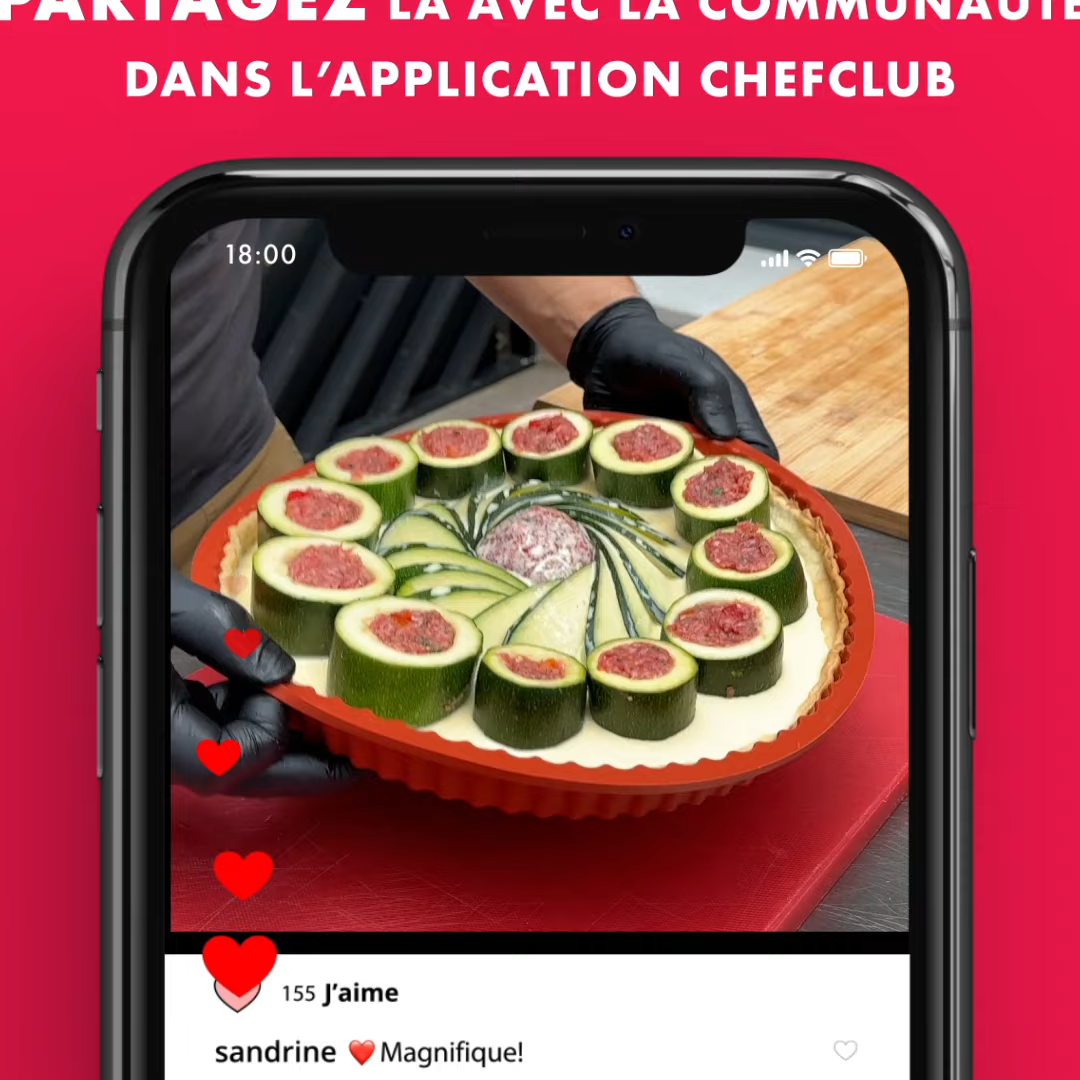 PARTAGEZ LA AVEC LA COMMUNAUTÉ
DANS L’APPLICATION CHEFCLUB
18:00
155 J’aime
sandrine ❤️ Magnifique!